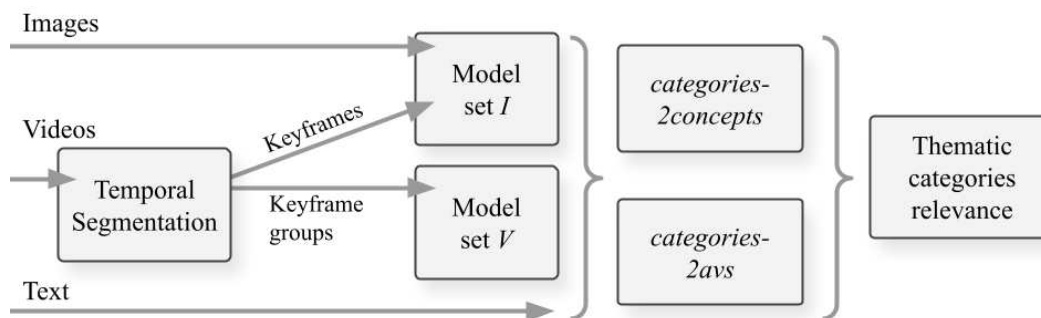 Images
Model
set I
categories-
2concepts
Keyframes
Videos
Temporal
Segmentation
Keyframe
groups
Model
set V
categories-
2avs
Thematic
categories
relevance
Text